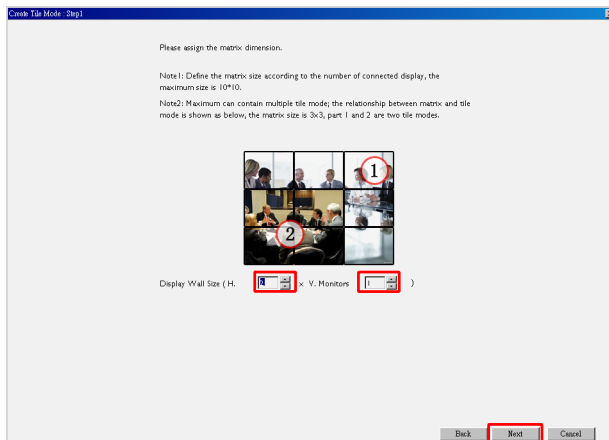 Create Tile Mode : Step1
Please assign the matrix dimension.
Note1: Define the matrix size according to the number of connected display, the
maximum size is 10*10.
Note2: Maximum can contain multiple tile mode; the relationship between matrix and tile
mode is shown as below, the matrix size is 3x3, part 1 and 2 are two tile modes.
1
2
Display Wall Size ( H. x V. Monitors 1 )
Back Next Cancel